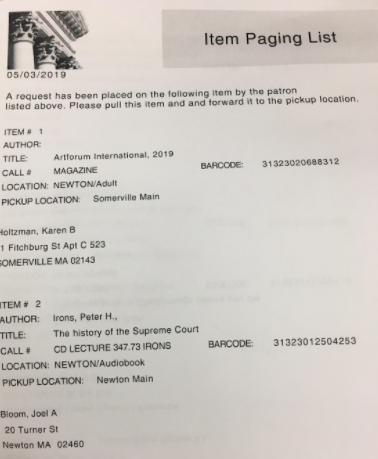 Item Paging List
05/03/2019
A request has been placed on the following item by the patron
listed above. Please pull this item and and forward it to the pickup location.
ITEM # 1
AUTHOR:
TITLE: Artforum International, 2019
CALL # MAGAZINE BARCODE: 31323020688312
LOCATION: NEWTON/Adult
PICKUP LOCATION: Somerville Main
Holtzman, Karen B
1 Fitchburg St Apt C 523
SOMERVILLE MA 02143
ITEM # 2
AUTHOR: Irons, Peter H.,
TITLE: The history of the Supreme Court
CALL # CD LECTURE 347.73 IRONS BARCODE: 31323012504253
LOCATION: NEWTON/Audiobook
PICKUP LOCATION: Newton Main
Bloom, Joel A
20 Turner St
Newton MA 02460